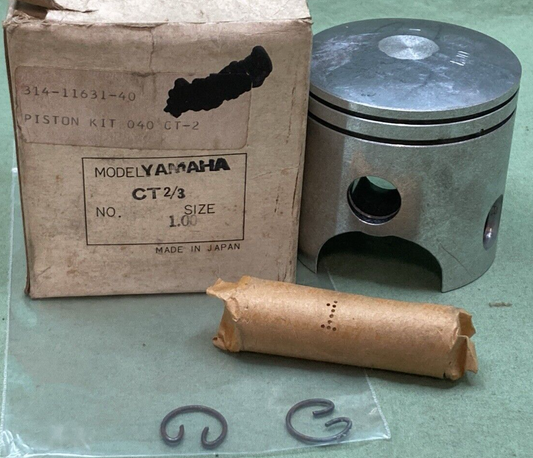 314-11631-40
PISTON KIT 040 CT-2
MODEL YAMAHA
CT 2/3
NO. SIZE
1.00
MADE IN JAPAN